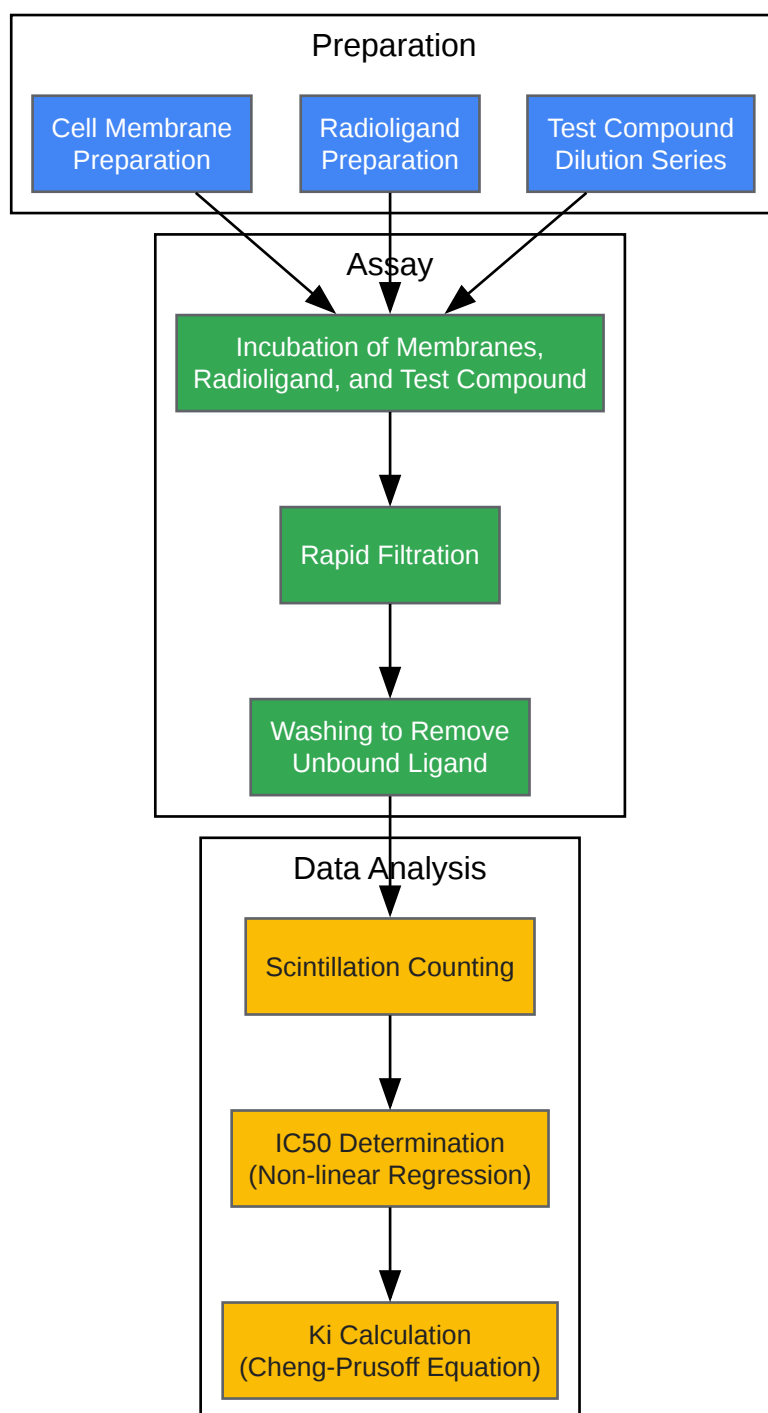 Preparation
Cell Membrane
Preparation
Radioligand
Preparation
Test Compound
Dilution Series
Assay
Incubation of Membranes,
Radioligand, and Test Compound
Rapid Filtration
Washing to Remove
Unbound Ligand
Data Analysis
Scintillation Counting
IC50 Determination
(Non-linear Regression)
Ki Calculation
(Cheng-Prusoff Equation)